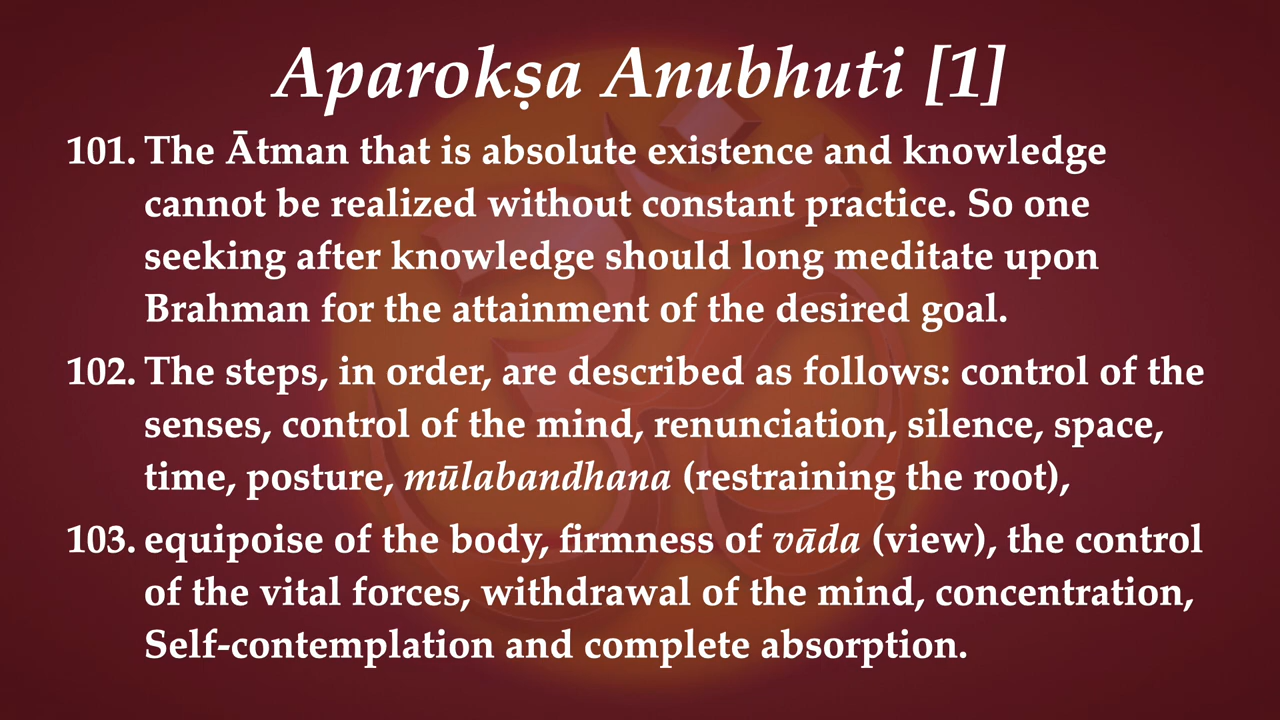 Aparokṣa Anubhuti [1]
101. The Ātman that is absolute existence and knowledge
cannot be realized without constant practice. So one
seeking after knowledge should long meditate upon
Brahman for the attainment of the desired goal.
102. The steps, in order, are described as follows: control of the
senses, control of the mind, renunciation, silence, space,
time, posture, mūlabandhana (restraining the root),
103. equipoise of the body, firmness of vāda (view), the control
of the vital forces, withdrawal of the mind, concentration,
Self-contemplation and complete absorption.